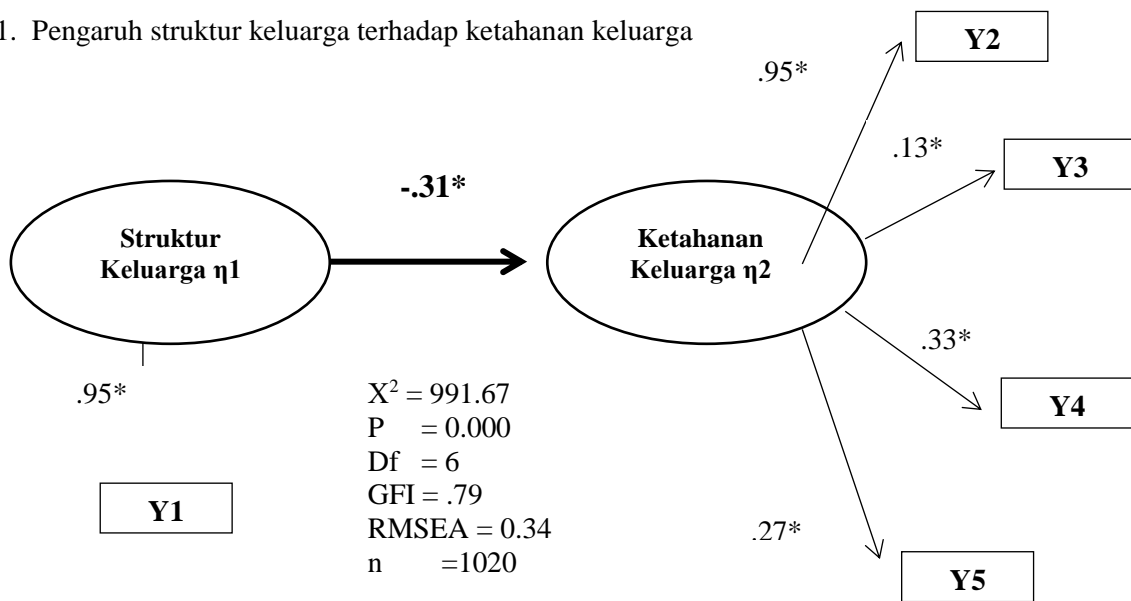 1. Pengaruh struktur keluarga terhadap ketahanan keluarga
Y2
.95*
.13*
Y3
-.31*
Struktur
Keluarga η1
Ketahanan
Keluarga η2
.33*
.95*
Y4
X² = 991.67
P = 0.000
Df = 6
GFI = .79
RMSEA = 0.34
n =1020
Y1
.27*
Y5